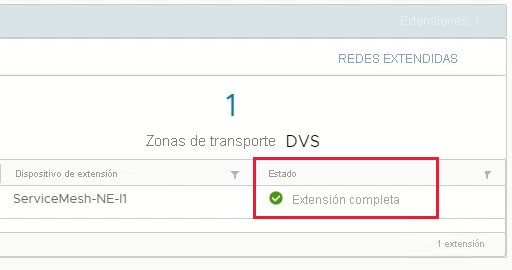 Extensiones: 1
REDES EXTENDIDAS
1
Zonas de transporte DVS
Dispositivo de extensión Estado
ServiceMesh-NE-I1 Extensión completa
1 extensión